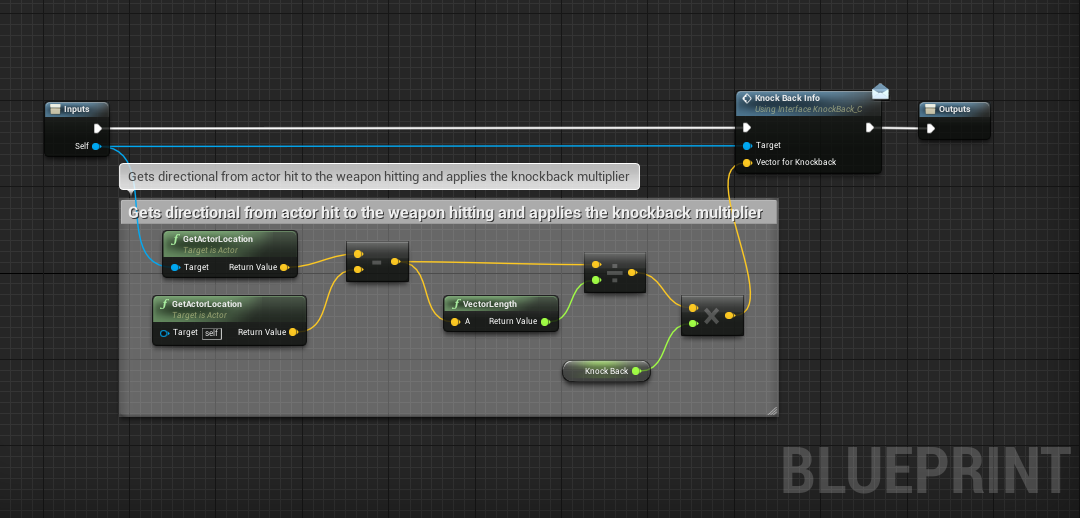 Inputs
Self
Knock Back Info
Using Interface KnockBack_C
Target
Vector for Knockback
Outputs
Gets directional from actor hit to the weapon hitting and applies the knockback multiplier
Gets directional from actor hit to the weapon hitting and applies the knockback multiplier
f GetActorLocation
Target is Actor
Target Return Value
-
÷
f GetActorLocation
Target is Actor
Target self Return Value
f VectorLength
A Return Value
×
Knock Back
BLUEPRINT